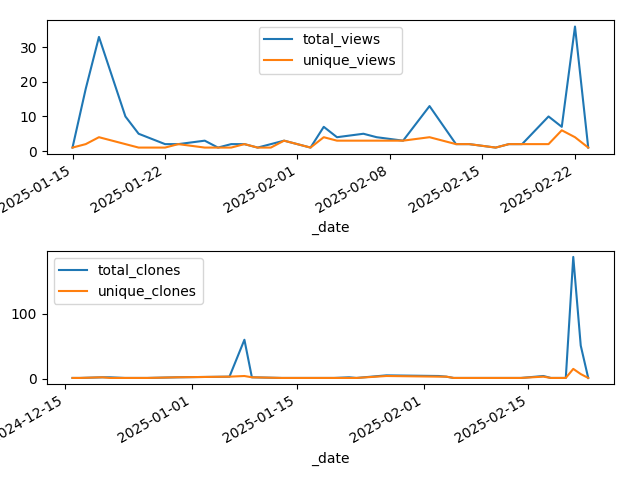 total_views
unique_views
30
20
10
0
2025-01-15
2025-01-22
2025-02-01
2025-02-08
2025-02-15
2025-02-22
_date
total_clones
unique_clones
100
0
024-12-15
2025-01-01
2025-01-15
2025-02-01
2025-02-15
_date